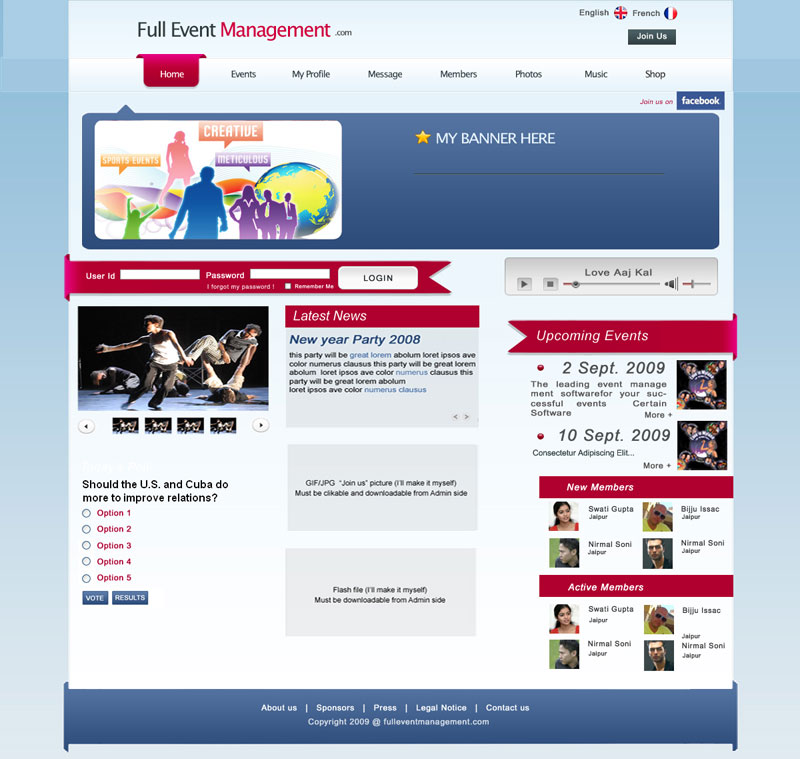 Full Event Management .com
English French
Join Us
Home Events My Profile Message Members Photos Music Shop
Join us on facebook
CREATIVE
SPORTS EVENTS
METICULOUS
MY BANNER HERE
User Id Password LOGIN
I forgot my password ! Remember Me
Love Aaj Kal
Latest News
New year Party 2008
this party will be great lorem abolum loret ipsos ave
color numerus clausus this party will be great lorem
abolum loret ipsos ave color numerus clausus this
party will be great lorem abolum
loret ipsos ave color numerus clausus
Today's Poll
Should the U.S. and Cuba do
more to improve relations?
Option 1
Option 2
Option 3
Option 4
Option 5
VOTE RESULTS
GIF/JPG "Join us" picture (I'll make it myself)
Must be clikable and downloadable from Admin side
Flash file (I'll make it myself)
Must be downloadable from Admin side
Upcoming Events
2 Sept. 2009
The leading event manage
ment softwarefor your suc-
cessful events Certain
Software
More +
10 Sept. 2009
Consectetur Adipiscing Elit...
More +
New Members
Swati Gupta
Jaipur
Bijju Issac
Jaipur
Nirmal Soni
Jaipur
Nirmal Soni
Jaipur
Active Members
Swati Gupta
Jaipur
Bijju Issac
Jaipur
Nirmal Soni
Jaipur
Nirmal Soni
Jaipur
About us | Sponsors | Press | Legal Notice | Contact us
Copyright 2009 @ fulleventmanagement.com